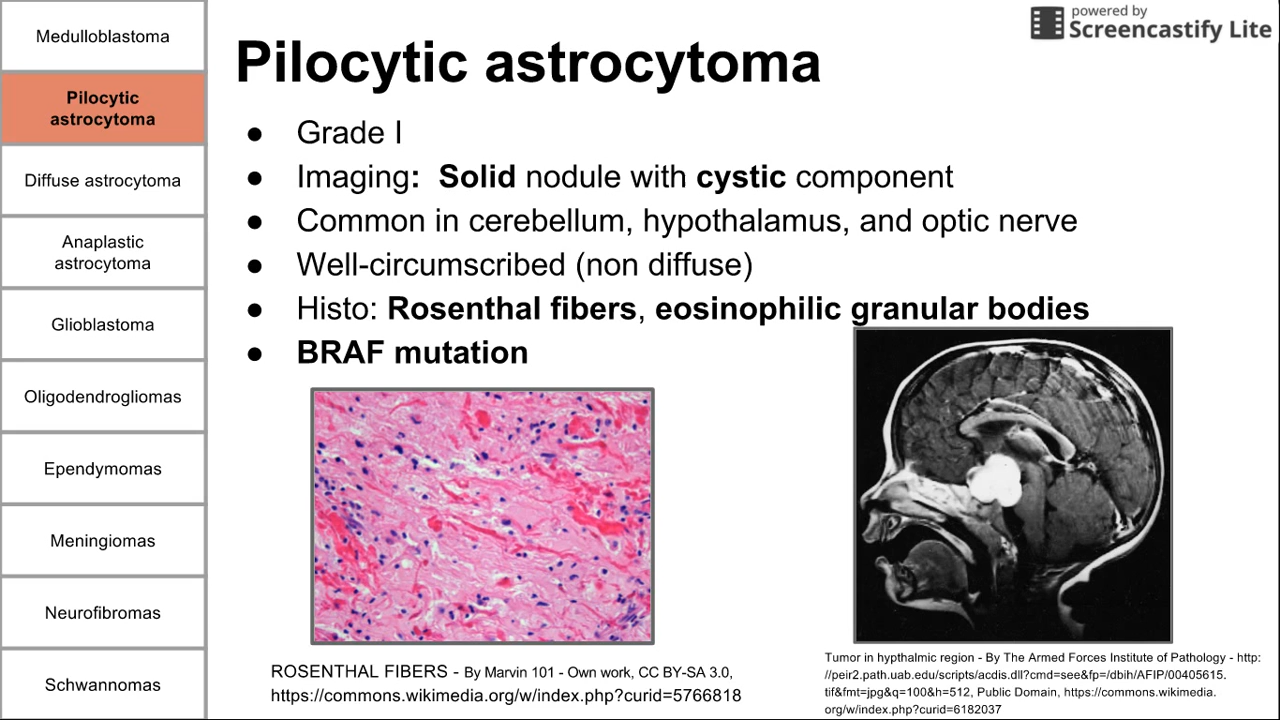 Medulloblastoma
Pilocytic
astrocytoma
Diffuse astrocytoma
Anaplastic
astrocytoma
Glioblastoma
Oligodendrogliomas
Ependymomas
Meningiomas
Neurofibromas
Schwannomas
powered by
Screencastify Lite
Pilocytic astrocytoma
● Grade I
● Imaging: Solid nodule with cystic component
● Common in cerebellum, hypothalamus, and optic nerve
● Well-circumscribed (non diffuse)
● Histo: Rosenthal fibers, eosinophilic granular bodies
● BRAF mutation
ROSENTHAL FIBERS - By Marvin 101 - Own work, CC BY-SA 3.0,
https://commons.wikimedia.org/w/index.php?curid=5766818
Tumor in hypthalmic region - By The Armed Forces Institute of Pathology - http:
//peir2.path.uab.edu/scripts/acdis.dll?cmd=see&fp=/dbih/AFIP/00405615.
tif&fmt=jpg&q=100&h=512, Public Domain, https://commons.wikimedia.
org/w/index.php?curid=6182037